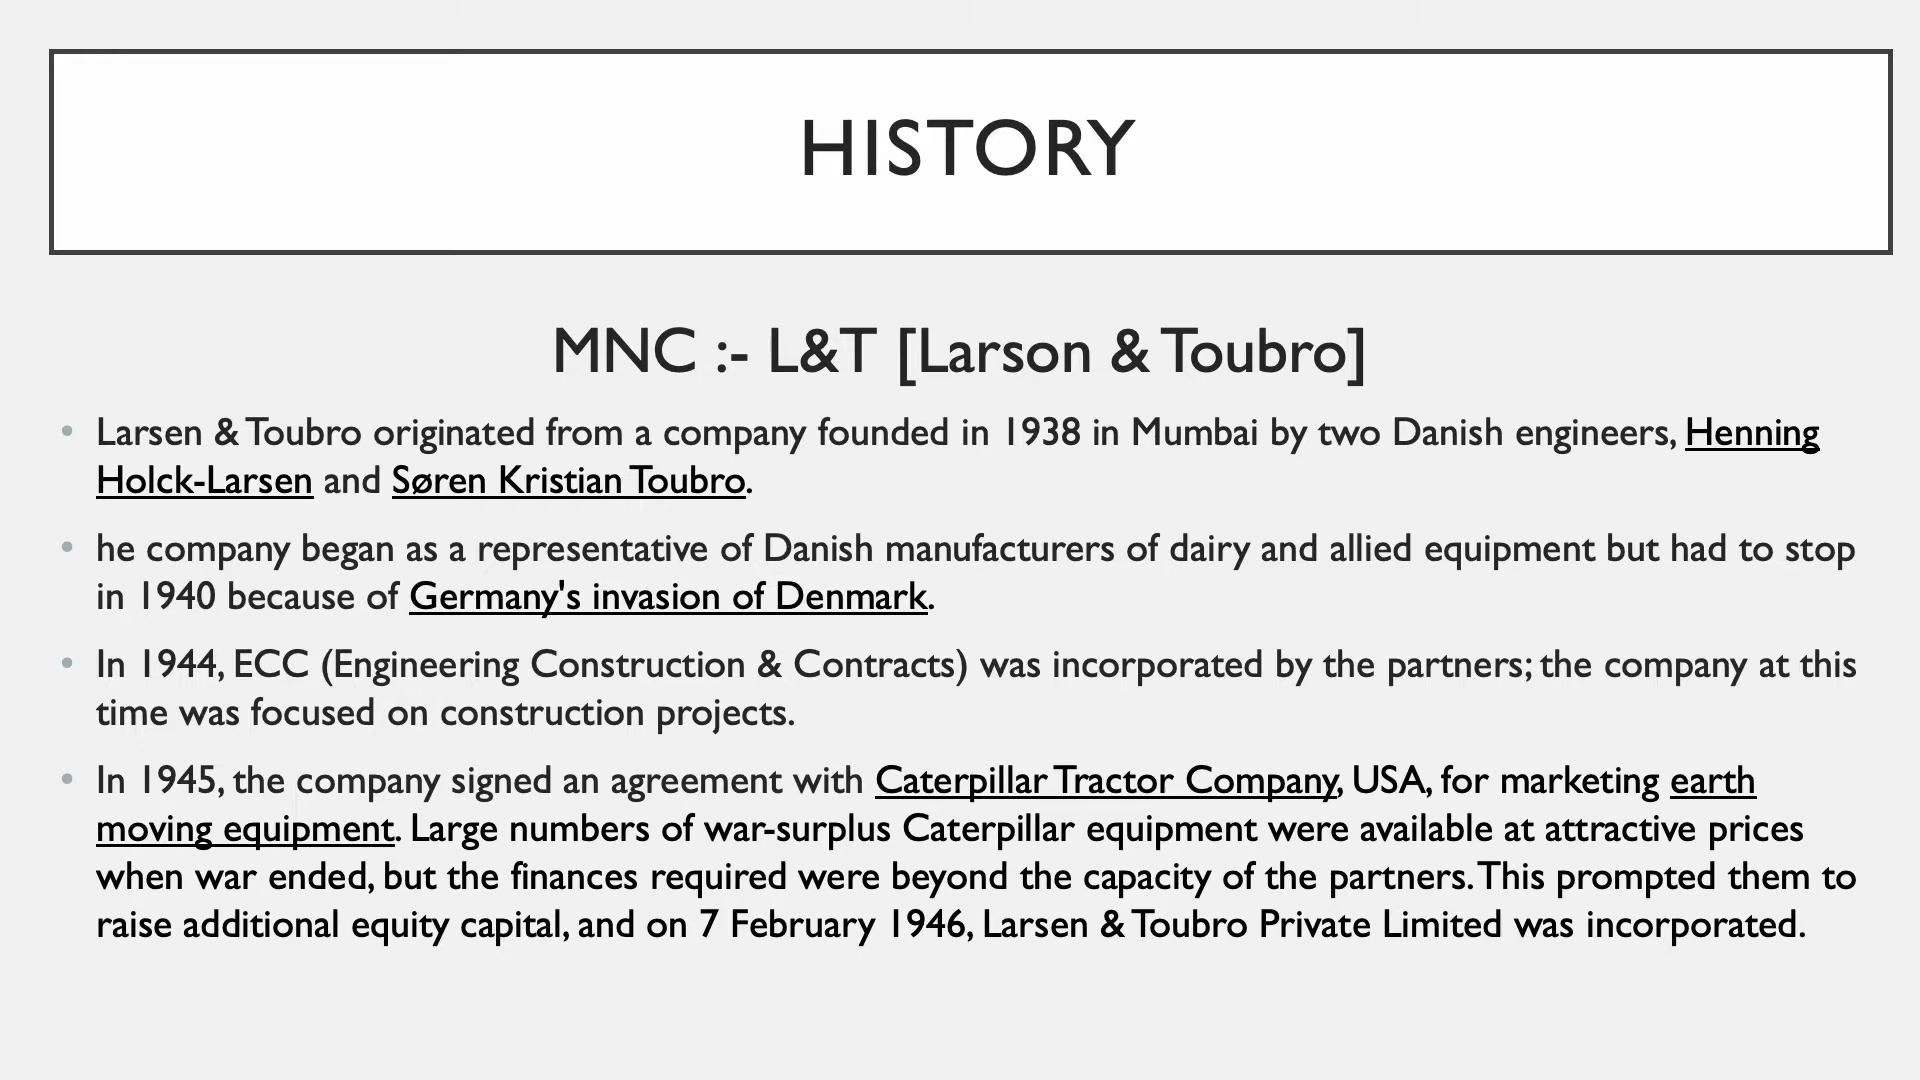 HISTORY
MNC :- L&T [Larson & Toubro]
• Larsen & Toubro originated from a company founded in 1938 in Mumbai by two Danish engineers, Henning
Holck-Larsen and Søren Kristian Toubro.
• he company began as a representative of Danish manufacturers of dairy and allied equipment but had to stop
in 1940 because of Germany's invasion of Denmark.
• In 1944, ECC (Engineering Construction & Contracts) was incorporated by the partners; the company at this
time was focused on construction projects.
• In 1945, the company signed an agreement with Caterpillar Tractor Company, USA, for marketing earth
moving equipment. Large numbers of war-surplus Caterpillar equipment were available at attractive prices
when war ended, but the finances required were beyond the capacity of the partners. This prompted them to
raise additional equity capital, and on 7 February 1946, Larsen & Toubro Private Limited was incorporated.